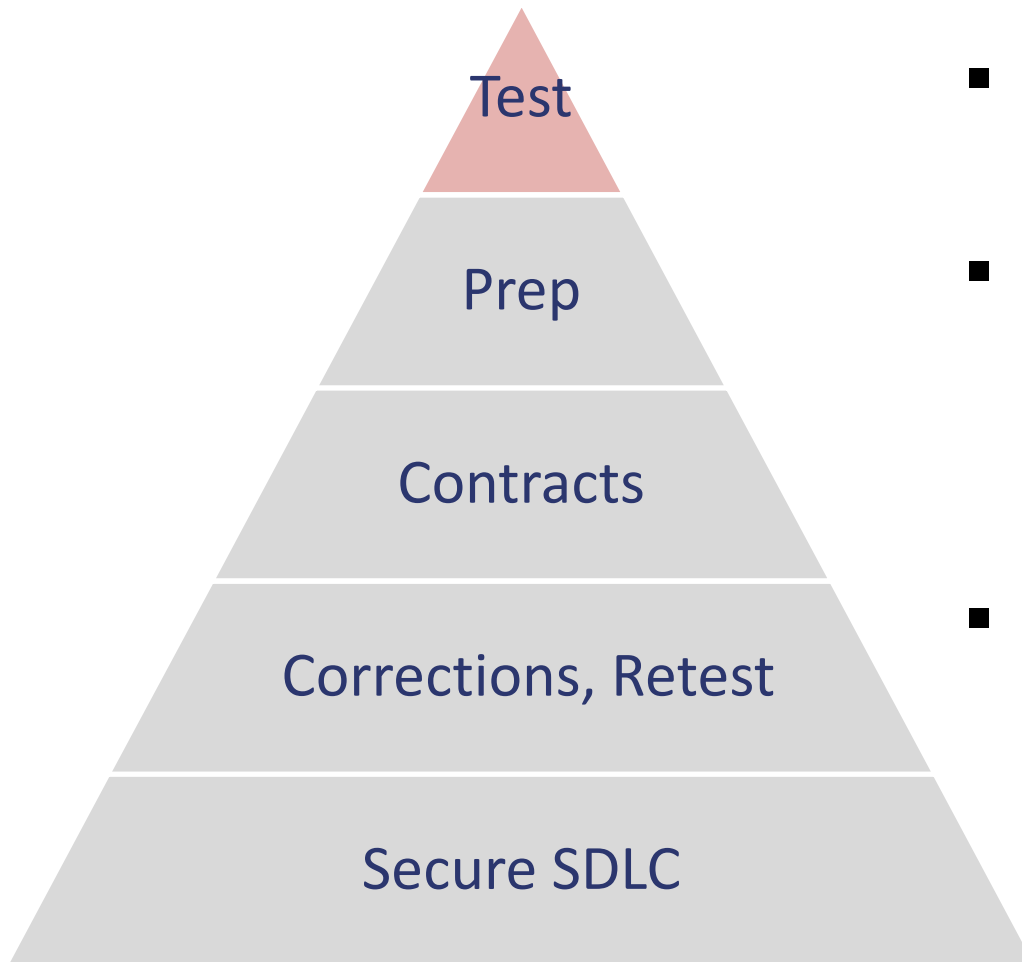 Test
Prep
Contracts
Corrections, Retest
Secure SDLC